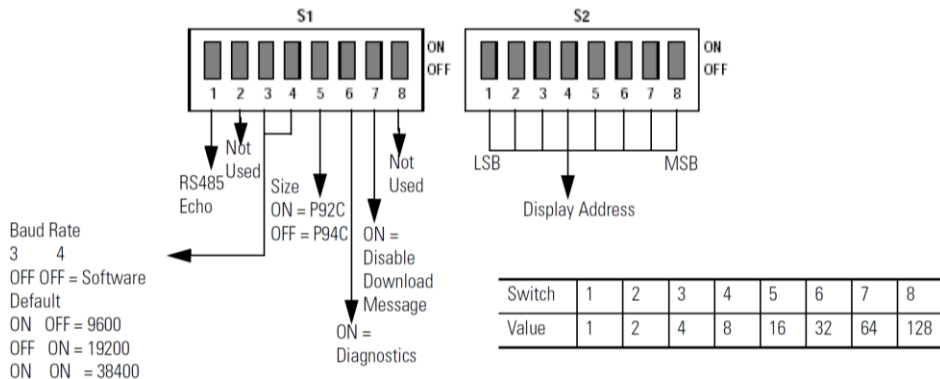 S1
ON
OFF
1 2 3 4 5 6 7 8
RS485
Echo
Not
Used
Size
ON = P92C
OFF = P94C
ON =
Disable
Download
Message
Not
Used
ON =
Diagnostics
Baud Rate
3 4
OFF OFF = Software
Default
ON OFF = 9600
OFF ON = 19200
ON ON = 38400
S2
ON
OFF
1 2 3 4 5 6 7 8
LSB
MSB
Display Address
Switch 1 2 3 4 5 6 7 8
Value 1 2 4 8 16 32 64 128